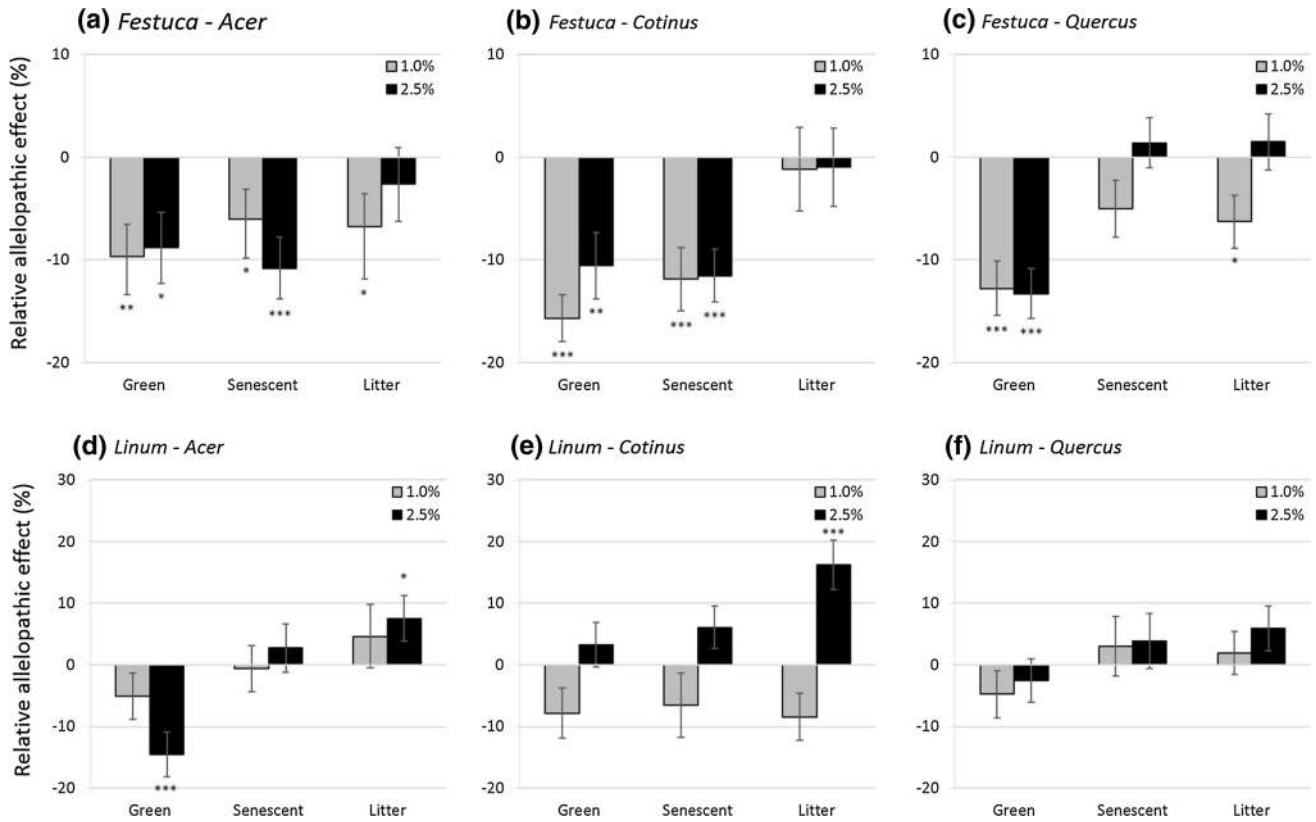 (a) Festuca - Acer
(b) Festuca - Cotinus
(c) Festuca - Quercus
Relative allelopathic effect (%)
10
0
-10
-20
1.0%
2.5%
**
*
*
***
*
Green
Senescent
Litter
10
0
-10
-20
1.0%
2.5%
***
**
***
***
Green
Senescent
Litter
10
0
-10
-20
1.0%
2.5%
***
***
*
Green
Senescent
Litter
(d) Linum - Acer
(e) Linum - Cotinus
(f) Linum - Quercus
Relative allelopathic effect (%)
30
20
10
0
-10
-20
1.0%
2.5%
***
*
Green
Senescent
Litter
30
20
10
0
-10
-20
1.0%
2.5%
***
Green
Senescent
Litter
30
20
10
0
-10
-20
1.0%
2.5%
Green
Senescent
Litter